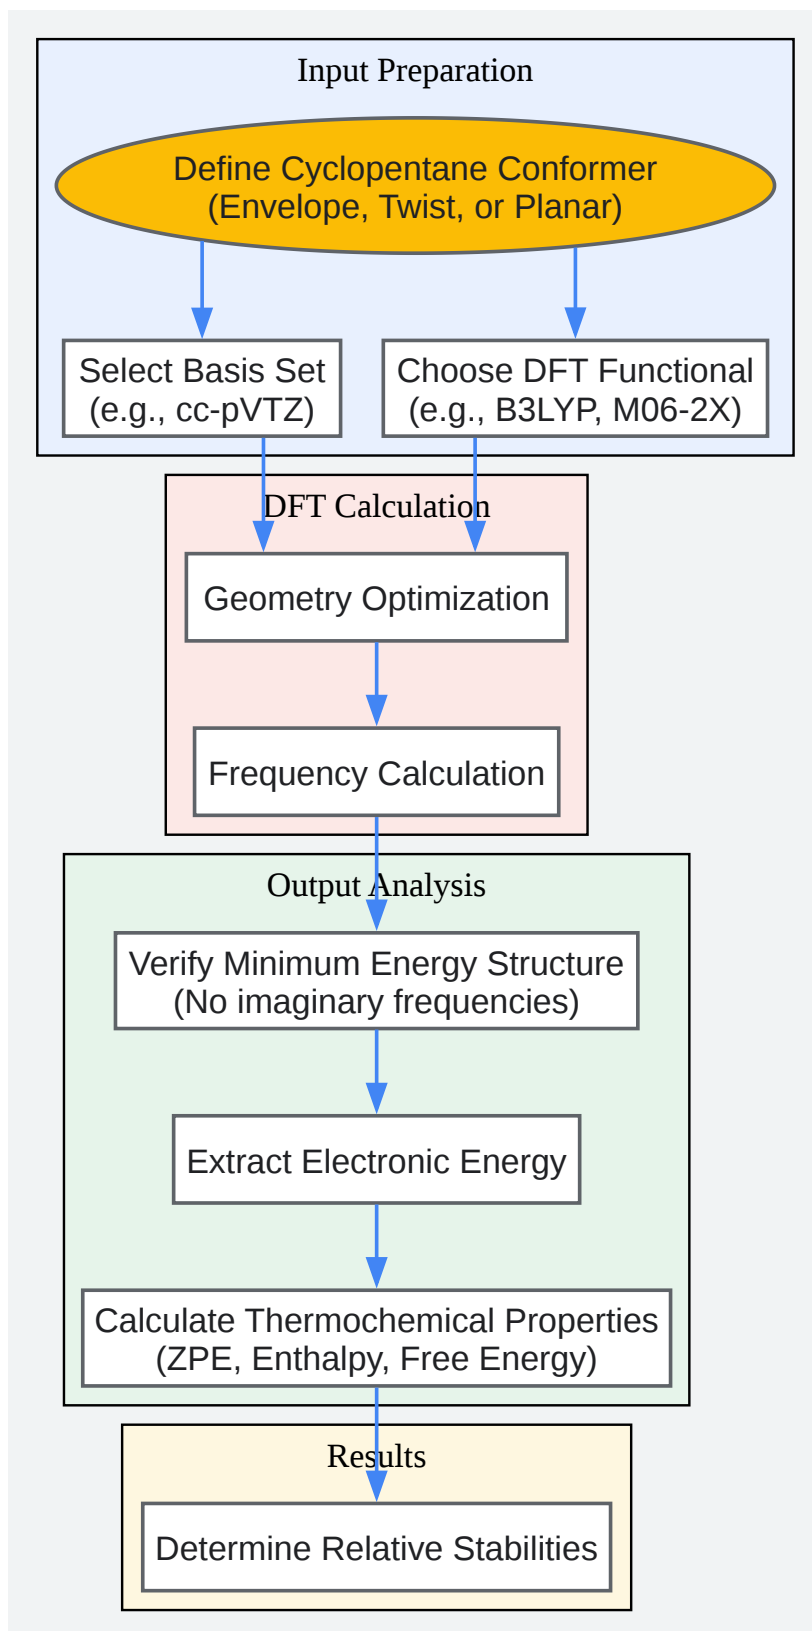 Input Preparation
Define Cyclopentane Conformer
(Envelope, Twist, or Planar)
Select Basis Set
(e.g., cc-pVTZ)
Choose DFT Functional
(e.g., B3LYP, M06-2X)
DFT Calculation
Geometry Optimization
Frequency Calculation
Output Analysis
Verify Minimum Energy Structure
(No imaginary frequencies)
Extract Electronic Energy
Calculate Thermochemical Properties
(ZPE, Enthalpy, Free Energy)
Results
Determine Relative Stabilities